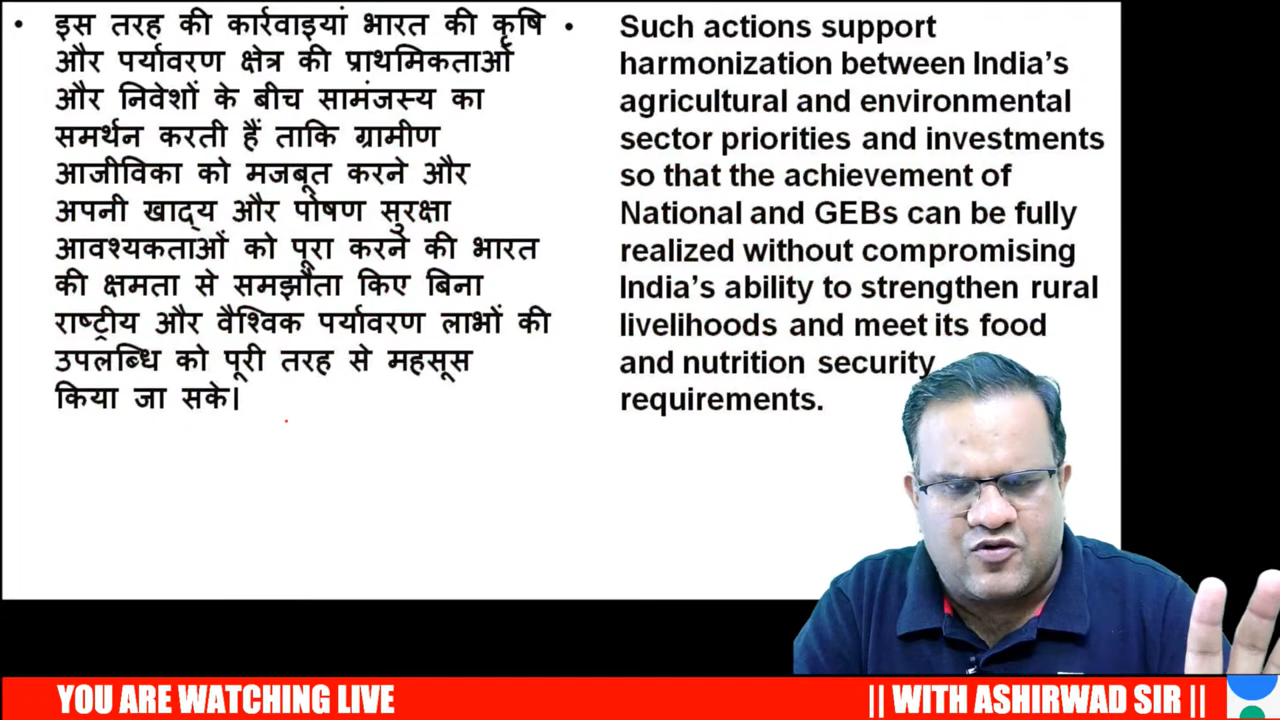 • इस तरह की कार्रवाइयां भारत की कृषि
और पर्यावरण क्षेत्र की प्राथमिकताओं
और निवेशों के बीच सामंजस्य का
समर्थन करती हैं ताकि ग्रामीण
आजीविका को मजबूत करने और
अपनी खाद्य और पोषण सुरक्षा
आवश्यकताओं को पूरा करने की भारत
की क्षमता से समझौता किए बिना
राष्ट्रीय और वैश्विक पर्यावरण लाभों की
उपलब्धि को पूरी तरह से महसूस
किया जा सके।
• Such actions support
harmonization between India’s
agricultural and environmental
sector priorities and investments
so that the achievement of
National and GEBs can be fully
realized without compromising
India’s ability to strengthen rural
livelihoods and meet its food
and nutrition security
requirements.
YOU ARE WATCHING LIVE
|| WITH ASHIRWAD SIR ||